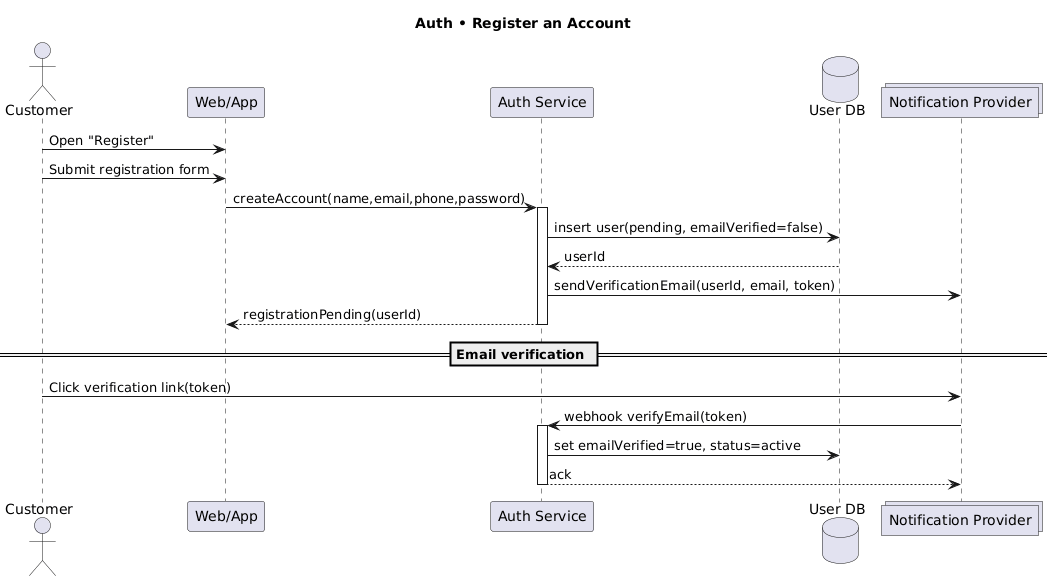 Auth • Register an Account
Customer
Web/App
Auth Service
User DB
Notification Provider
Open "Register"
Submit registration form
createAccount(name,email,phone,password)
insert user(pending, emailVerified=false)
userId
sendVerificationEmail(userId, email, token)
registrationPending(userId)
Email verification
Click verification link(token)
webhook verifyEmail(token)
set emailVerified=true, status=active
ack
Customer
Web/App
Auth Service
User DB
Notification Provider